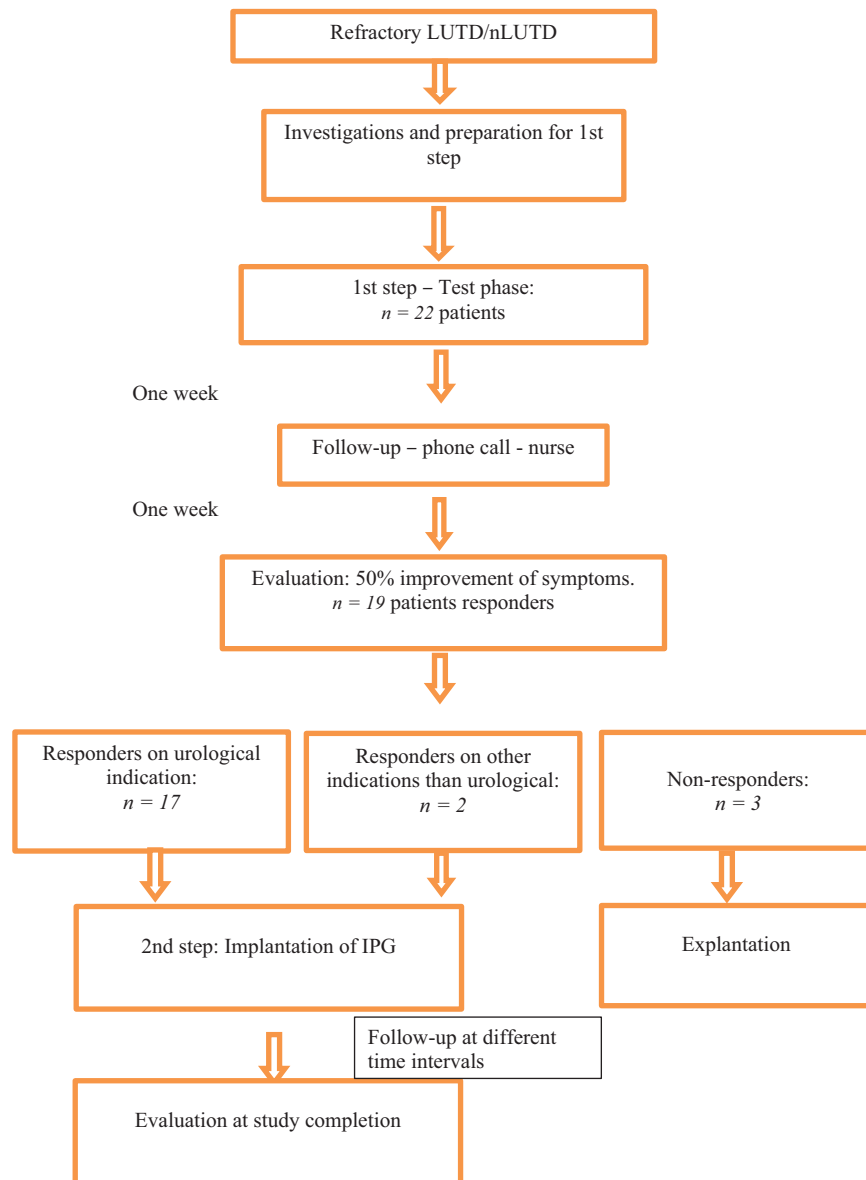 Refractory LUTD/nLUTD
Investigations and preparation for 1st
step
1st step – Test phase:
n = 22 patients
One week
Follow-up – phone call - nurse
One week
Evaluation: 50% improvement of symptoms.
n = 19 patients responders
Responders on urological
indication:
n = 17
Responders on other
indications than urological:
n = 2
Non-responders:
n = 3
2nd step: Implantation of IPG
Explantation
Follow-up at different
time intervals
Evaluation at study completion